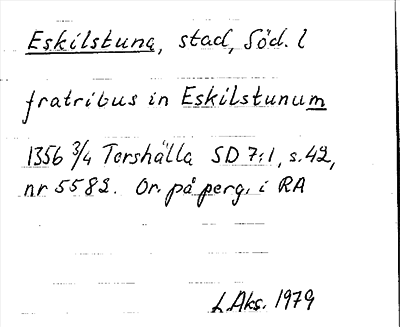 Eskilstuna, stad, Söd. l
fratribus in Eskilstunum
1356 3/4 Torshälla SD 7:1, s. 42,
nr 5582. Or. på perg. i RA
L Aks. 1979